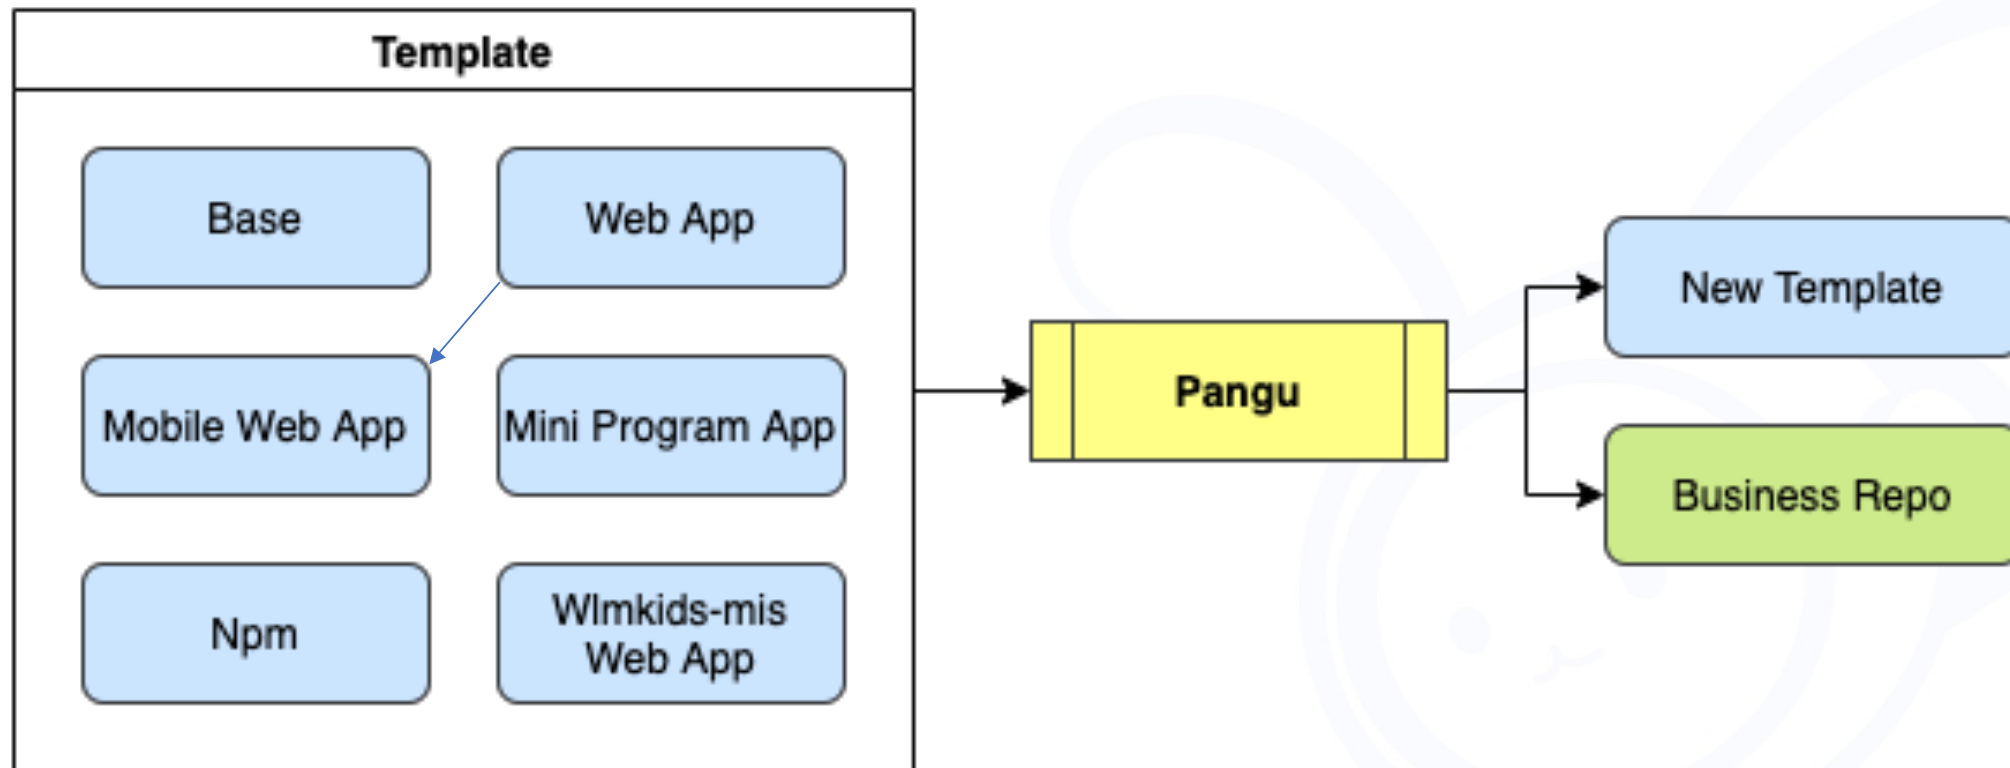 Template
Base
Web App
Mobile Web App
Mini Program App
Npm
Wlmkids-mis
Web App
Pangu
New Template
Business Repo